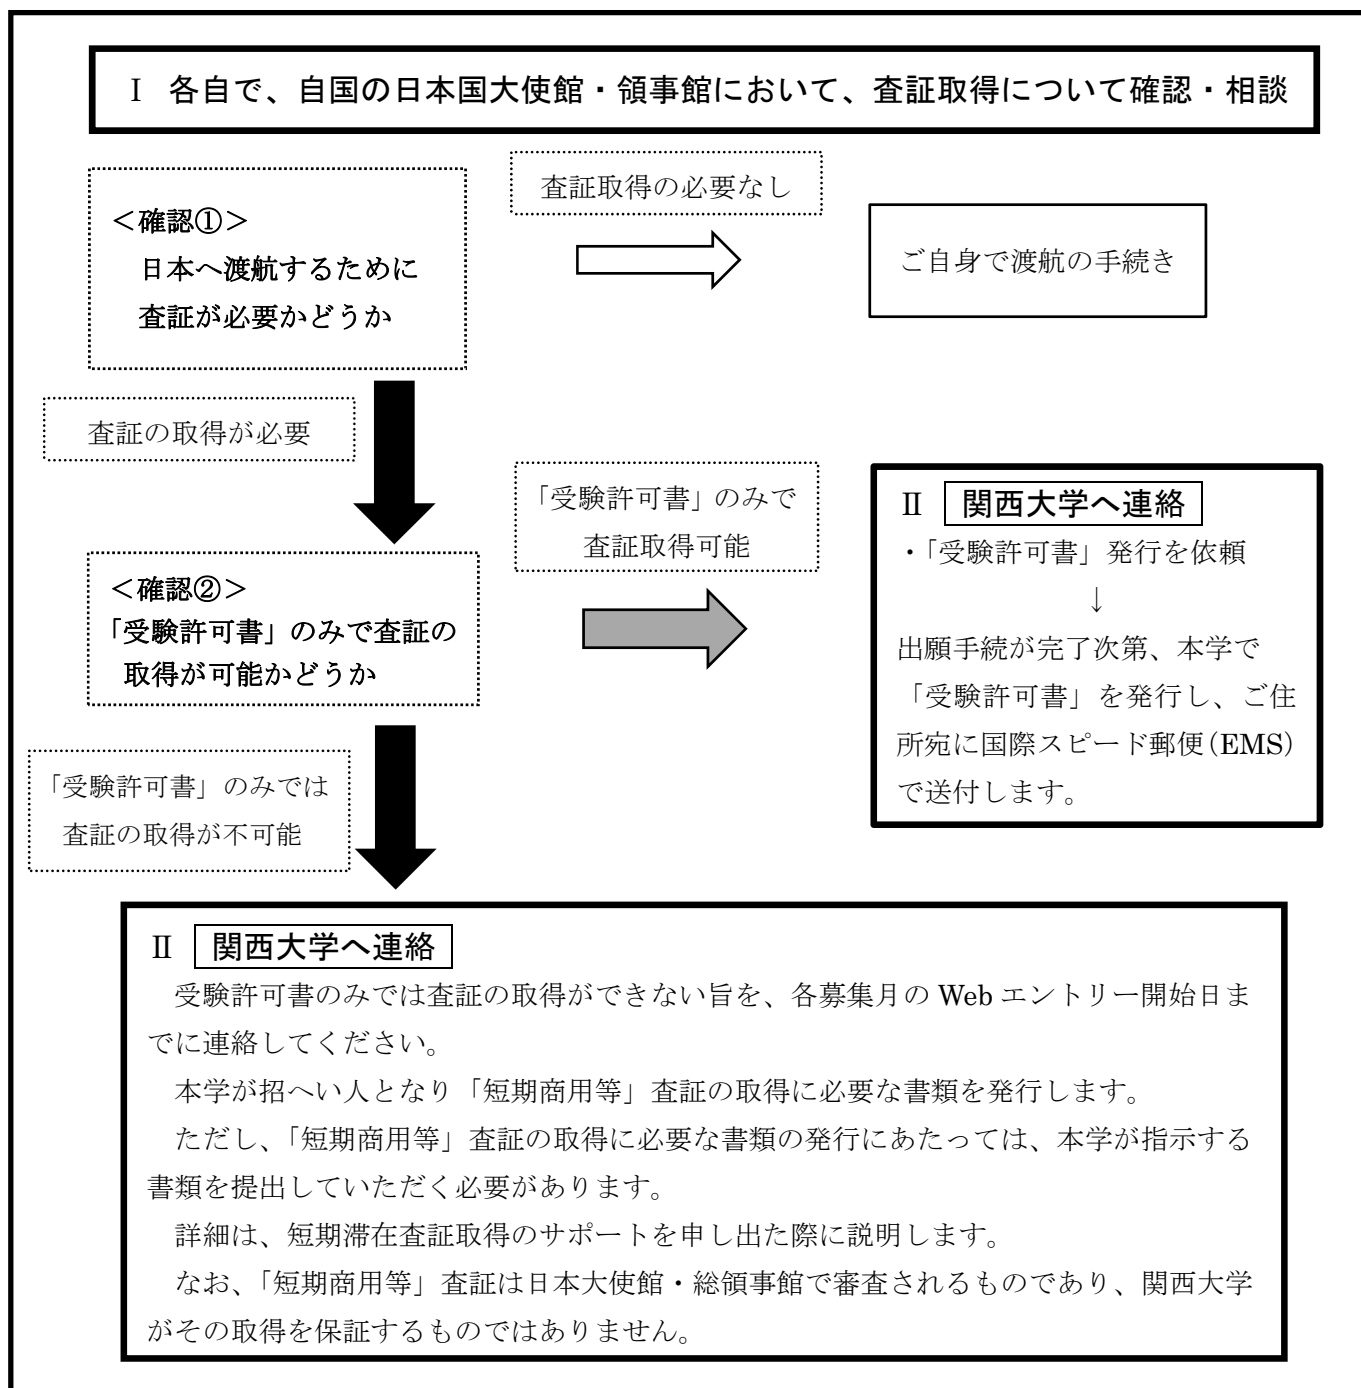 Ⅰ 各自で、自国の日本国大使館・領事館において、査証取得について確認・相談
＜確認①＞
日本へ渡航するために
査証が必要かどうか
査証取得の必要なし
ご自身で渡航の手続き
査証の取得が必要
＜確認②＞
「受験許可書」のみで査証の
取得が可能かどうか
「受験許可書」のみで
査証取得可能
Ⅱ 関西大学へ連絡
・「受験許可書」発行を依頼
↓
出願手続が完了次第、本学で
「受験許可書」を発行し、ご住
所宛に国際スピード郵便（EMS）
で送付します。
「受験許可書」のみでは
査証の取得が不可能
Ⅱ 関西大学へ連絡
受験許可書のみでは査証の取得ができない旨を、各募集月の Web エントリー開始日ま
でに連絡してください。
本学が招へい人となり「短期商用等」査証の取得に必要な書類を発行します。
ただし、「短期商用等」査証の取得に必要な書類の発行にあたっては、本学が指示する
書類を提出していただく必要があります。
詳細は、短期滞在査証取得のサポートを申し出た際に説明します。
なお、「短期商用等」査証は日本大使館・総領事館で審査されるものであり、関西大学
がその取得を保証するものではありません。